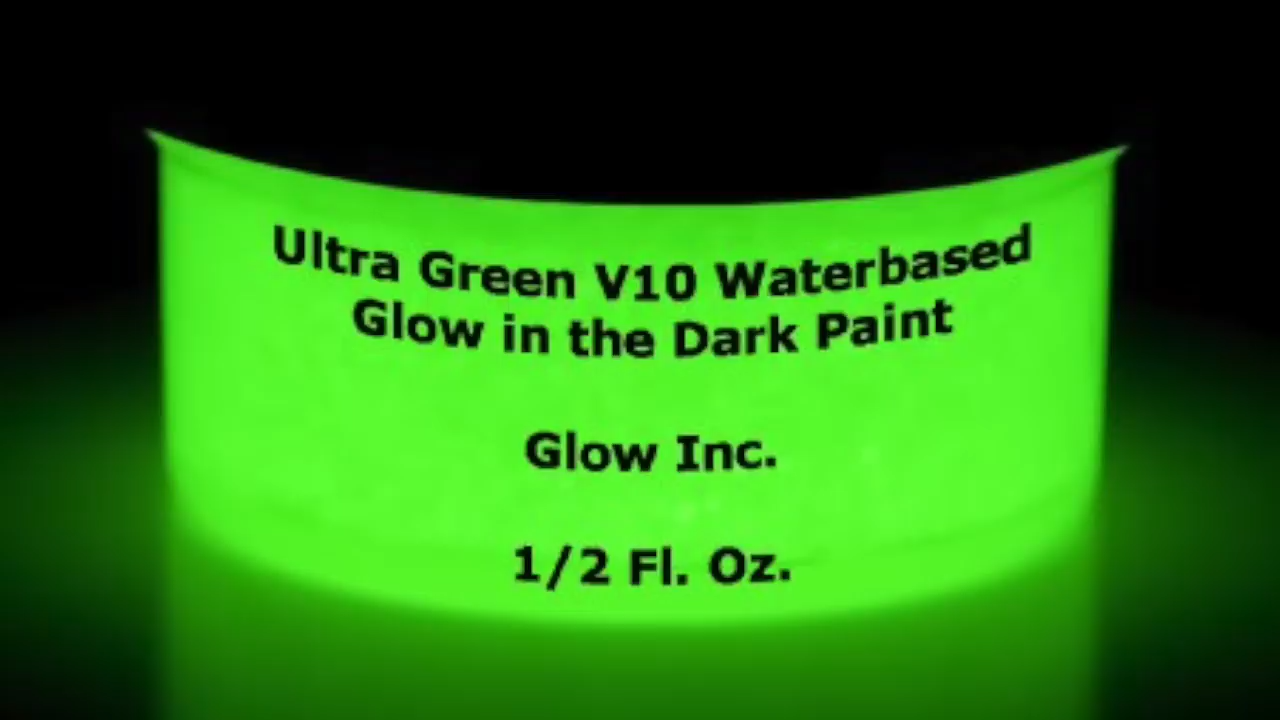 Ultra Green V10 Waterbased
Glow in the Dark Paint
Glow Inc.
1/2 Fl. Oz.